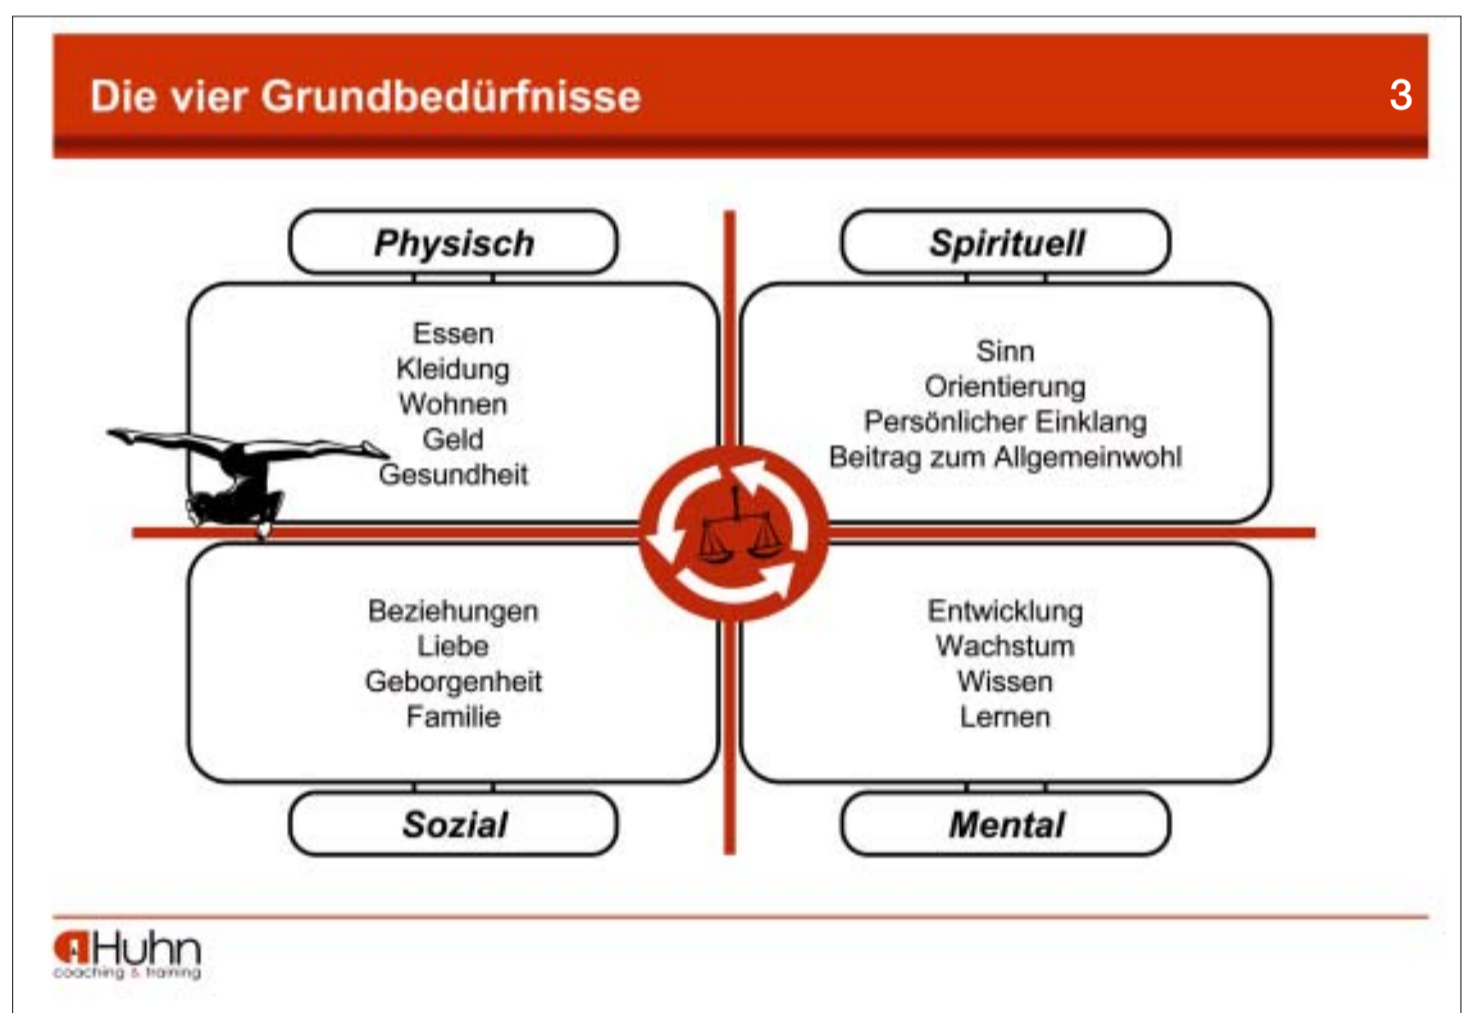 Die vier Grundbedürfnisse
3
Physisch
Essen
Kleidung
Wohnen
Geld
Gesundheit
Spirituell
Sinn
Orientierung
Persönlicher Einklang
Beitrag zum Allgemeinwohl
Beziehungen
Liebe
Geborgenheit
Familie
Sozial
Entwicklung
Wachstum
Wissen
Lernen
Mental
Huhn
coaching & training